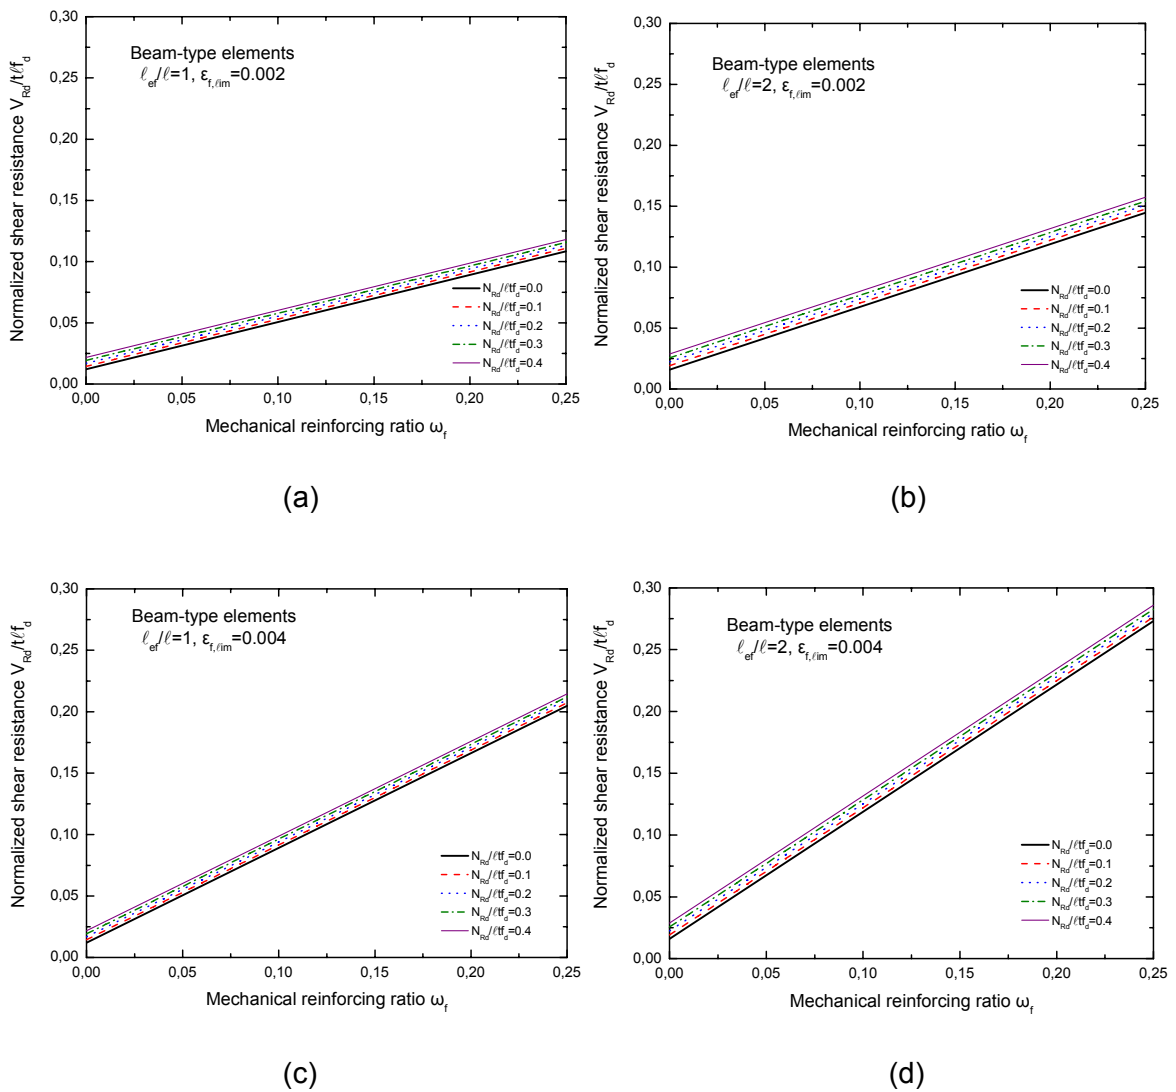 Normalized shear resistance V_Rd/tℓf_d
0,30
0,25
0,20
0,15
0,10
0,05
0,00
Beam-type elements
ℓ_ef/ℓ=1, ε_f,ℓim=0.002
N_Rd/ℓtf_d=0.0
N_Rd/ℓtf_d=0.1
N_Rd/ℓtf_d=0.2
N_Rd/ℓtf_d=0.3
N_Rd/ℓtf_d=0.4
0,00 0,05 0,10 0,15 0,20 0,25
Mechanical reinforcing ratio ω_f
(a)
Normalized shear resistance V_Rd/tℓf_d
0,30
0,25
0,20
0,15
0,10
0,05
0,00
Beam-type elements
ℓ_ef/ℓ=2, ε_f,ℓim=0.002
N_Rd/ℓtf_d=0.0
N_Rd/ℓtf_d=0.1
N_Rd/ℓtf_d=0.2
N_Rd/ℓtf_d=0.3
N_Rd/ℓtf_d=0.4
0,00 0,05 0,10 0,15 0,20 0,25
Mechanical reinforcing ratio ω_f
(b)
Normalized shear resistance V_Rd/tℓf_d
0,30
0,25
0,20
0,15
0,10
0,05
0,00
Beam-type elements
ℓ_ef/ℓ=1, ε_f,ℓim=0.004
N_Rd/ℓtf_d=0.0
N_Rd/ℓtf_d=0.1
N_Rd/ℓtf_d=0.2
N_Rd/ℓtf_d=0.3
N_Rd/ℓtf_d=0.4
0,00 0,05 0,10 0,15 0,20 0,25
Mechanical reinforcing ratio ω_f
(c)
Normalized shear resistance V_Rd/tℓf_d
0,30
0,25
0,20
0,15
0,10
0,05
0,00
Beam-type elements
ℓ_ef/ℓ=2, ε_f,ℓim=0.004
N_Rd/ℓtf_d=0.0
N_Rd/ℓtf_d=0.1
N_Rd/ℓtf_d=0.2
N_Rd/ℓtf_d=0.3
N_Rd/ℓtf_d=0.4
0,00 0,05 0,10 0,15 0,20 0,25
Mechanical reinforcing ratio ω_f
(d)